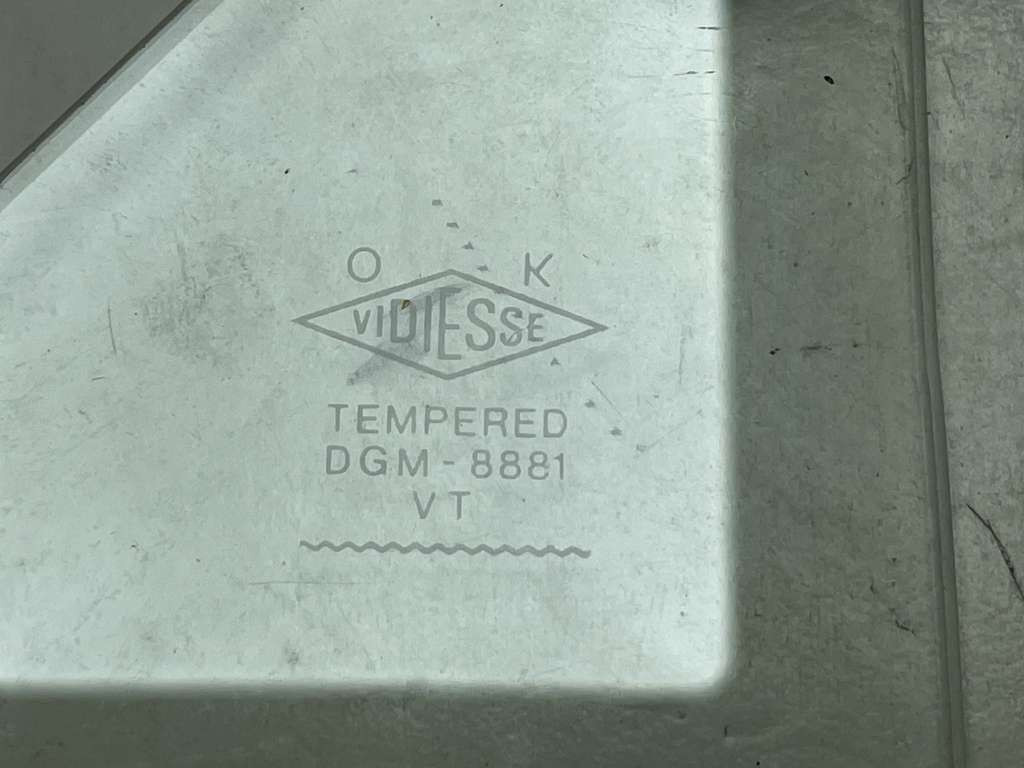 O K
VIDIESSE
TEMPERED
DGM-8881
VT